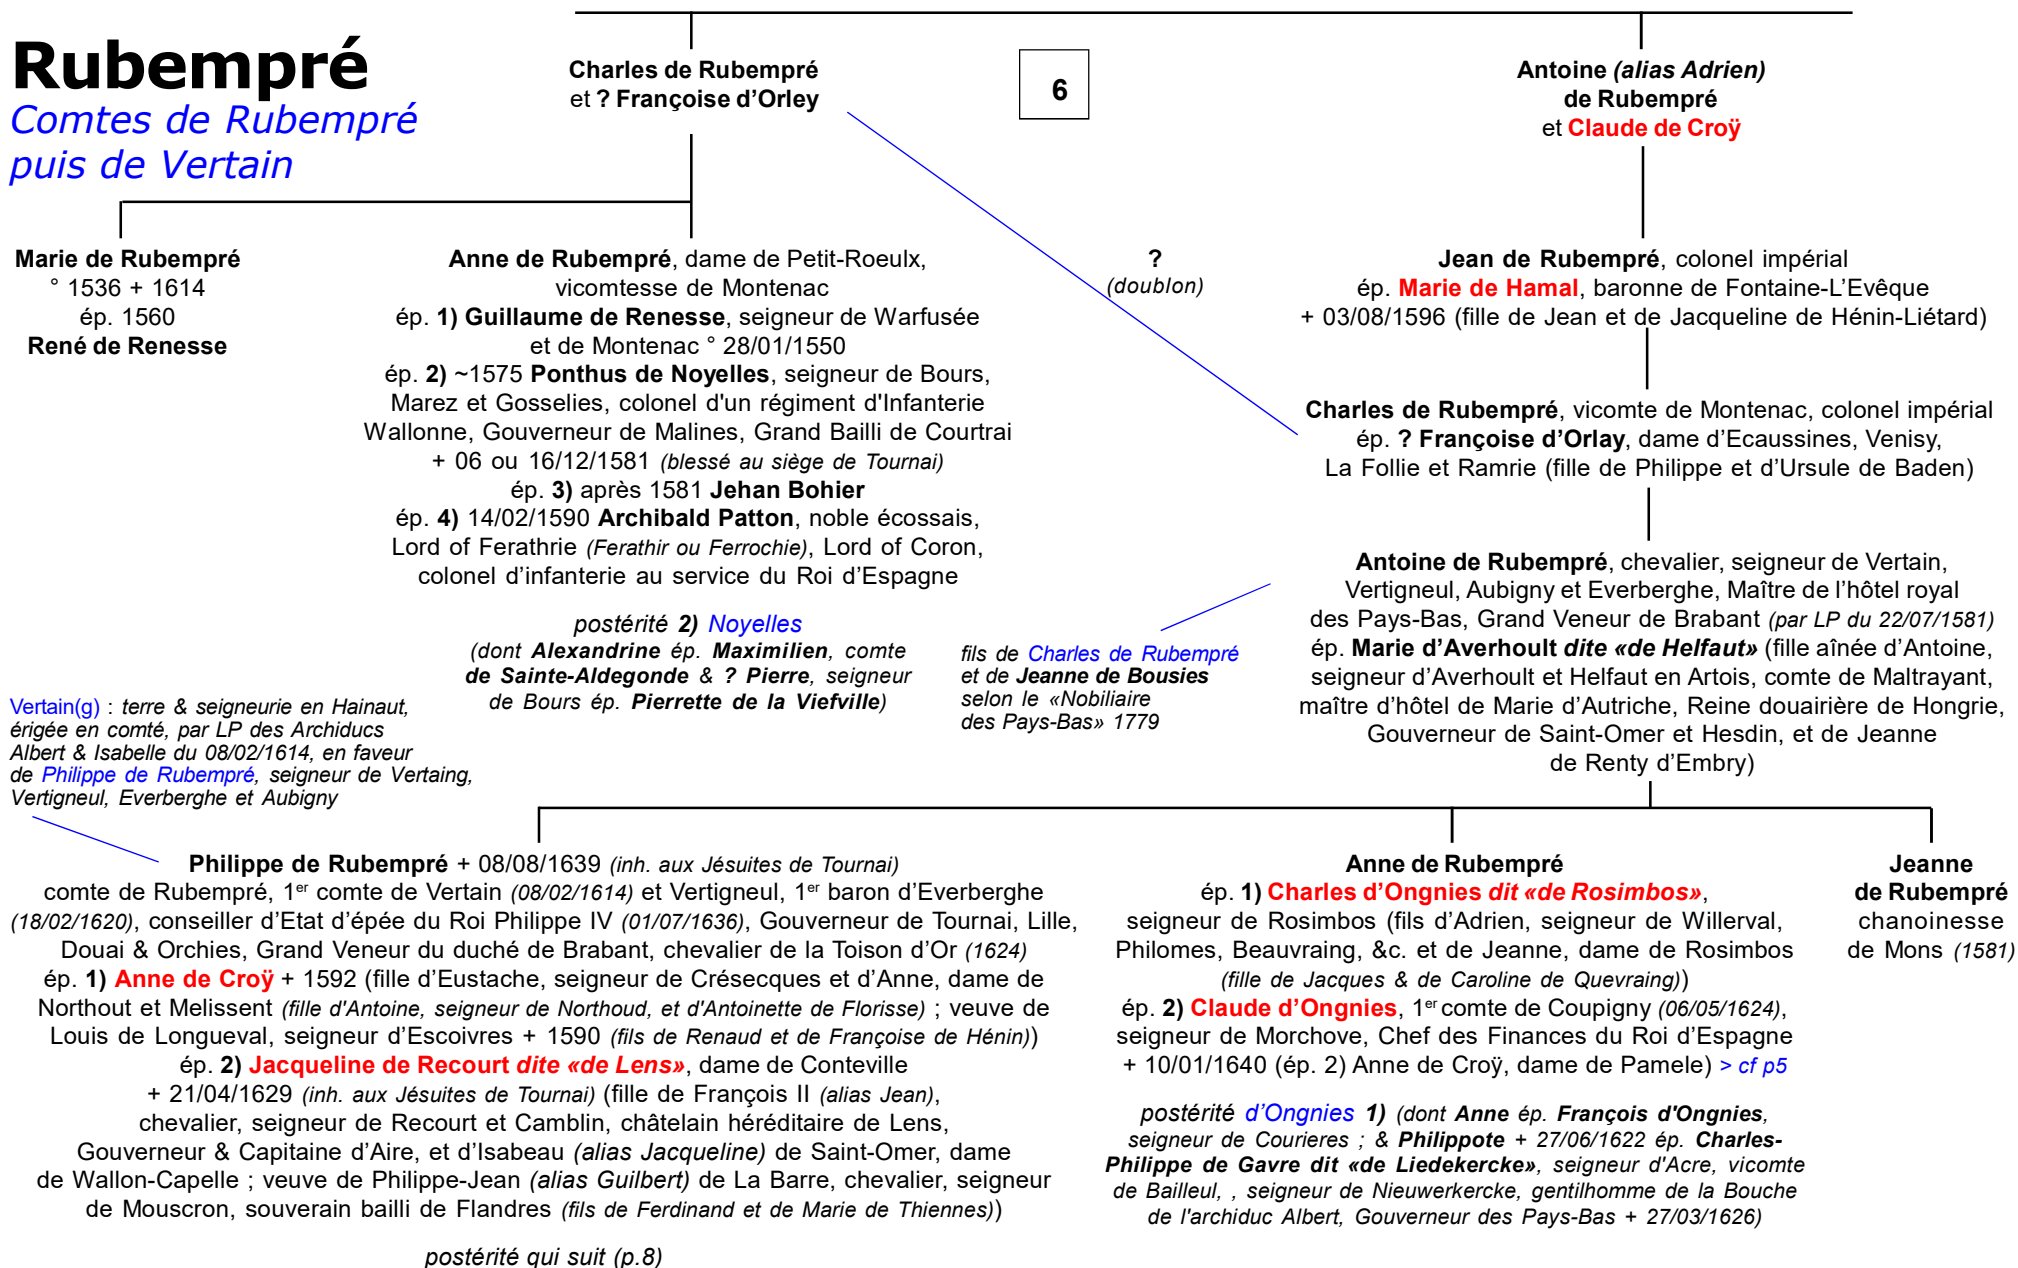 Rubempré
Comtes de Rubempré
puis de Vertain
Charles de Rubempré
et ? Françoise d’Orley
6
Antoine (alias Adrien)
de Rubempré
et Claude de Croÿ
Marie de Rubempré
° 1536 + 1614
ép. 1560
René de Renesse
Anne de Rubempré, dame de Petit-Roeulx,
vicomtesse de Montenac
ép. 1) Guillaume de Renesse, seigneur de Warfusée
et de Montenac ° 28/01/1550
ép. 2) ~1575 Ponthus de Noyelles, seigneur de Bours,
Marez et Gosselies, colonel d'un régiment d'Infanterie
Wallonne, Gouverneur de Malines, Grand Bailli de Courtrai
+ 06 ou 16/12/1581 (blessé au siège de Tournai)
ép. 3) après 1581 Jehan Bohier
ép. 4) 14/02/1590 Archibald Patton, noble écossais,
Lord of Ferathrie (Ferathir ou Ferrochie), Lord of Coron,
colonel d’infanterie au service du Roi d’Espagne
postérité 2) Noyelles
(dont Alexandrine ép. Maximilien, comte
de Sainte-Aldegonde & ? Pierre, seigneur
de Bours ép. Pierrette de la Viefville)
?
(doublon)
Jean de Rubempré, colonel impérial
ép. Marie de Hamal, baronne de Fontaine-L’Evêque
+ 03/08/1596 (fille de Jean et de Jacqueline de Hénin-Liétard)
Charles de Rubempré, vicomte de Montenac, colonel impérial
ép. ? Françoise d’Orlay, dame d’Ecaussines, Venisy,
La Follie et Ramrie (fille de Philippe et d’Ursule de Baden)
Antoine de Rubempré, chevalier, seigneur de Vertain,
Vertigneul, Aubigny et Everberghe, Maître de l’hôtel royal
des Pays-Bas, Grand Veneur de Brabant (par LP du 22/07/1581)
ép. Marie d’Averhoult dite «de Helfaut» (fille aînée d’Antoine,
seigneur d’Averhoult et Helfaut en Artois, comte de Maltrayant,
maître d’hôtel de Marie d’Autriche, Reine douairière de Hongrie,
Gouverneur de Saint-Omer et Hesdin, et de Jeanne
de Renty d’Embry)
fils de Charles de Rubempré
et de Jeanne de Bousies
selon le «Nobiliaire
des Pays-Bas» 1779
Vertain(g) : terre & seigneurie en Hainaut,
érigée en comté, par LP des Archiducs
Albert & Isabelle du 08/02/1614, en faveur
de Philippe de Rubempré, seigneur de Vertaing,
Vertigneul, Everberghe et Aubigny
Philippe de Rubempré + 08/08/1639 (inh. aux Jésuites de Tournai)
comte de Rubempré, 1er comte de Vertain (08/02/1614) et Vertigneul, 1er baron d’Everberghe
(18/02/1620), conseiller d’Etat d’épée du Roi Philippe IV (01/07/1636), Gouverneur de Tournai, Lille,
Douai & Orchies, Grand Veneur du duché de Brabant, chevalier de la Toison d’Or (1624)
ép. 1) Anne de Croÿ + 1592 (fille d’Eustache, seigneur de Crésecques et d’Anne, dame de
Northout et Melissent (fille d'Antoine, seigneur de Northoud, et d'Antoinette de Florisse) ; veuve de
Louis de Longueval, seigneur d’Escoivres + 1590 (fils de Renaud et de Françoise de Hénin))
ép. 2) Jacqueline de Recourt dite «de Lens», dame de Conteville
+ 21/04/1629 (inh. aux Jésuites de Tournai) (fille de François II (alias Jean),
chevalier, seigneur de Recourt et Camblin, châtelain héréditaire de Lens,
Gouverneur & Capitaine d’Aire, et d’Isabeau (alias Jacqueline) de Saint-Omer, dame
de Wallon-Capelle ; veuve de Philippe-Jean (alias Guilbert) de La Barre, chevalier, seigneur
de Mouscron, souverain bailli de Flandres (fils de Ferdinand et de Marie de Thiennes))
postérité qui suit (p.8)
Anne de Rubempré
ép. 1) Charles d’Ongnies dit «de Rosimbos»,
seigneur de Rosimbos (fils d’Adrien, seigneur de Willerval,
Philomes, Beauvraing, &c. et de Jeanne, dame de Rosimbos
(fille de Jacques & de Caroline de Quevraing))
ép. 2) Claude d’Ongnies, 1er comte de Coupigny (06/05/1624),
seigneur de Morchove, Chef des Finances du Roi d’Espagne
+ 10/01/1640 (ép. 2) Anne de Croÿ, dame de Pamele) > cf p5
postérité d’Ongnies 1) (dont Anne ép. François d'Ongnies,
seigneur de Courieres ; & Philippote + 27/06/1622 ép. Charles-
Philippe de Gavre dit «de Liedekercke», seigneur d'Acre, vicomte
de Bailleul, , seigneur de Nieuwerkercke, gentilhomme de la Bouche
de l'archiduc Albert, Gouverneur des Pays-Bas + 27/03/1626)
Jeanne
de Rubempré
chanoinesse
de Mons (1581)